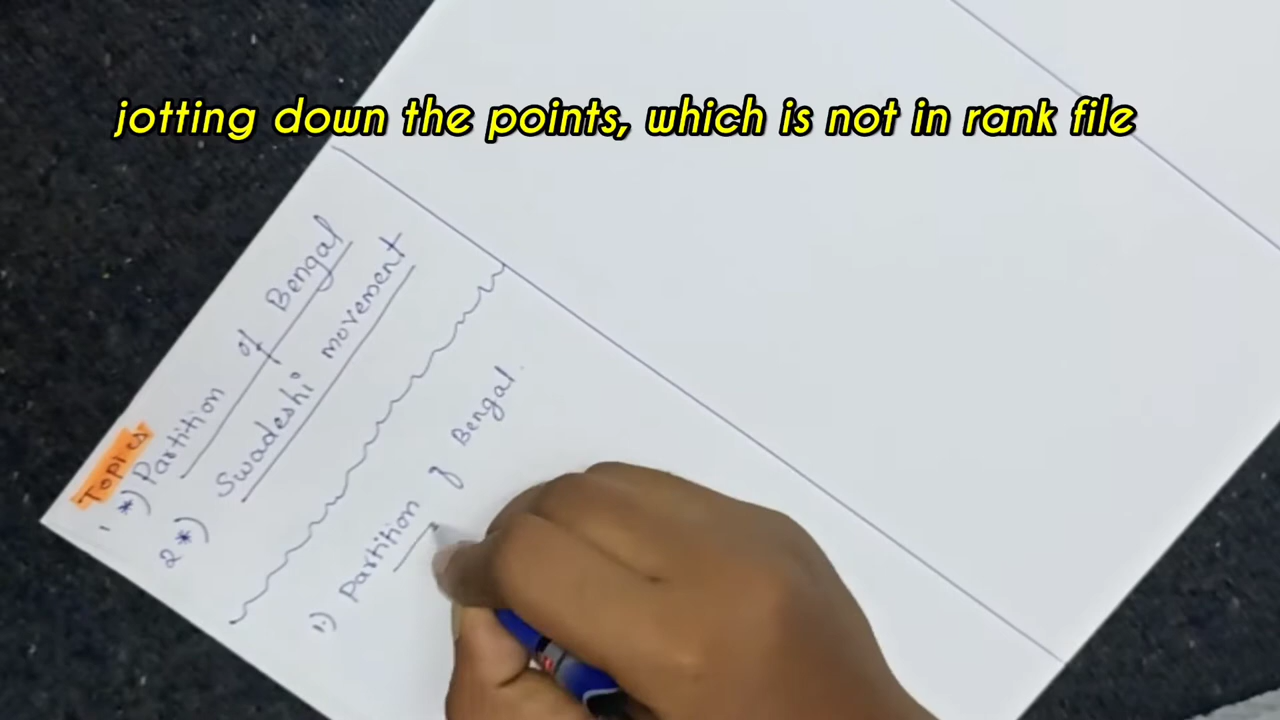 jotting down the points, which is not in rank file
Topics
1 *) Partition of Bengal
2 *) Swadeshi movement
1.) Partition of Bengal.